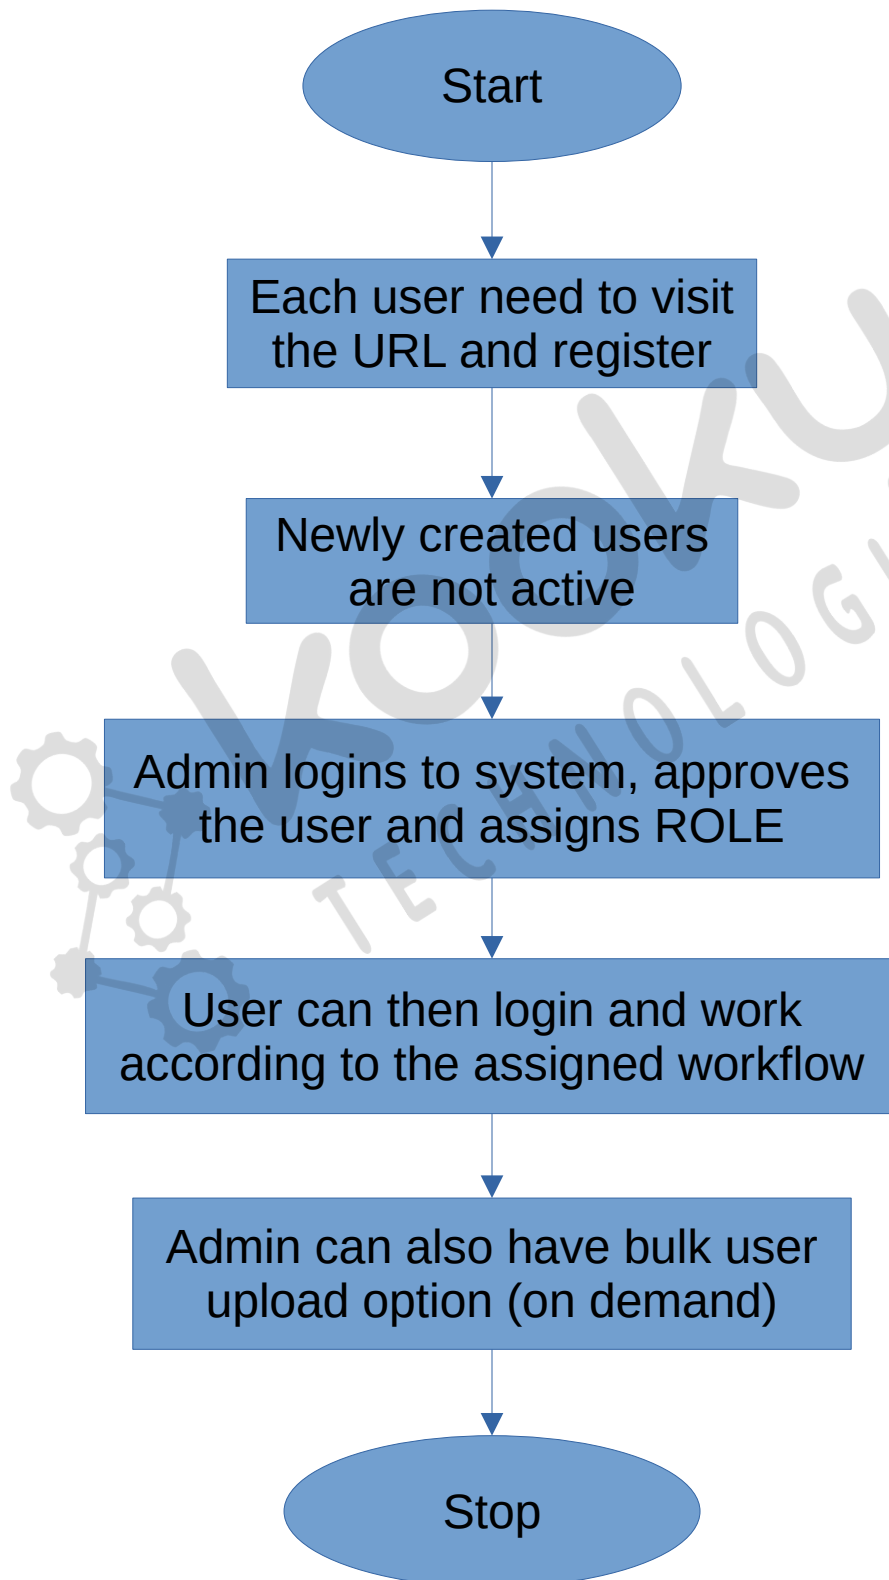 Start
Each user need to visit
the URL and register
Newly created users
are not active
Admin logins to system, approves
the user and assigns ROLE
User can then login and work
according to the assigned workflow
Admin can also have bulk user
upload option (on demand)
Stop